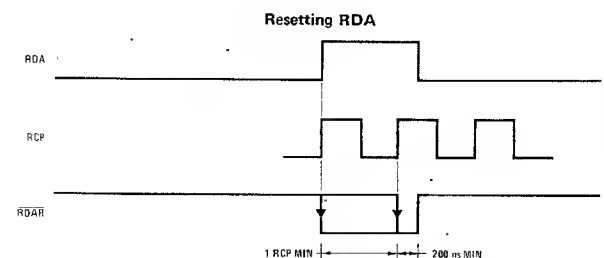 Resetting RDA
RDA
RCP
RDAR
1 RCP MIN
200 ns MIN